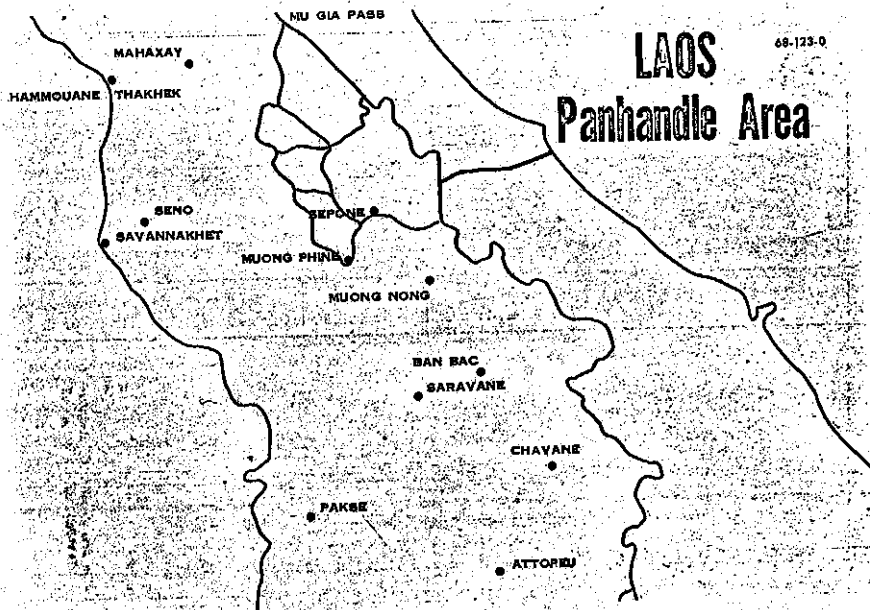 MU GIA PASS
LAOS
68-123-0
Panhandle Area
MAHAXAY
HAMMOUANE THAKHEK
SENO
SAVANNAKHET
SEPONE
MUONG PHINE
MUONG NONG
BAN BAC
SARAVANE
CHAVANE
PAKSE
ATTOPEU